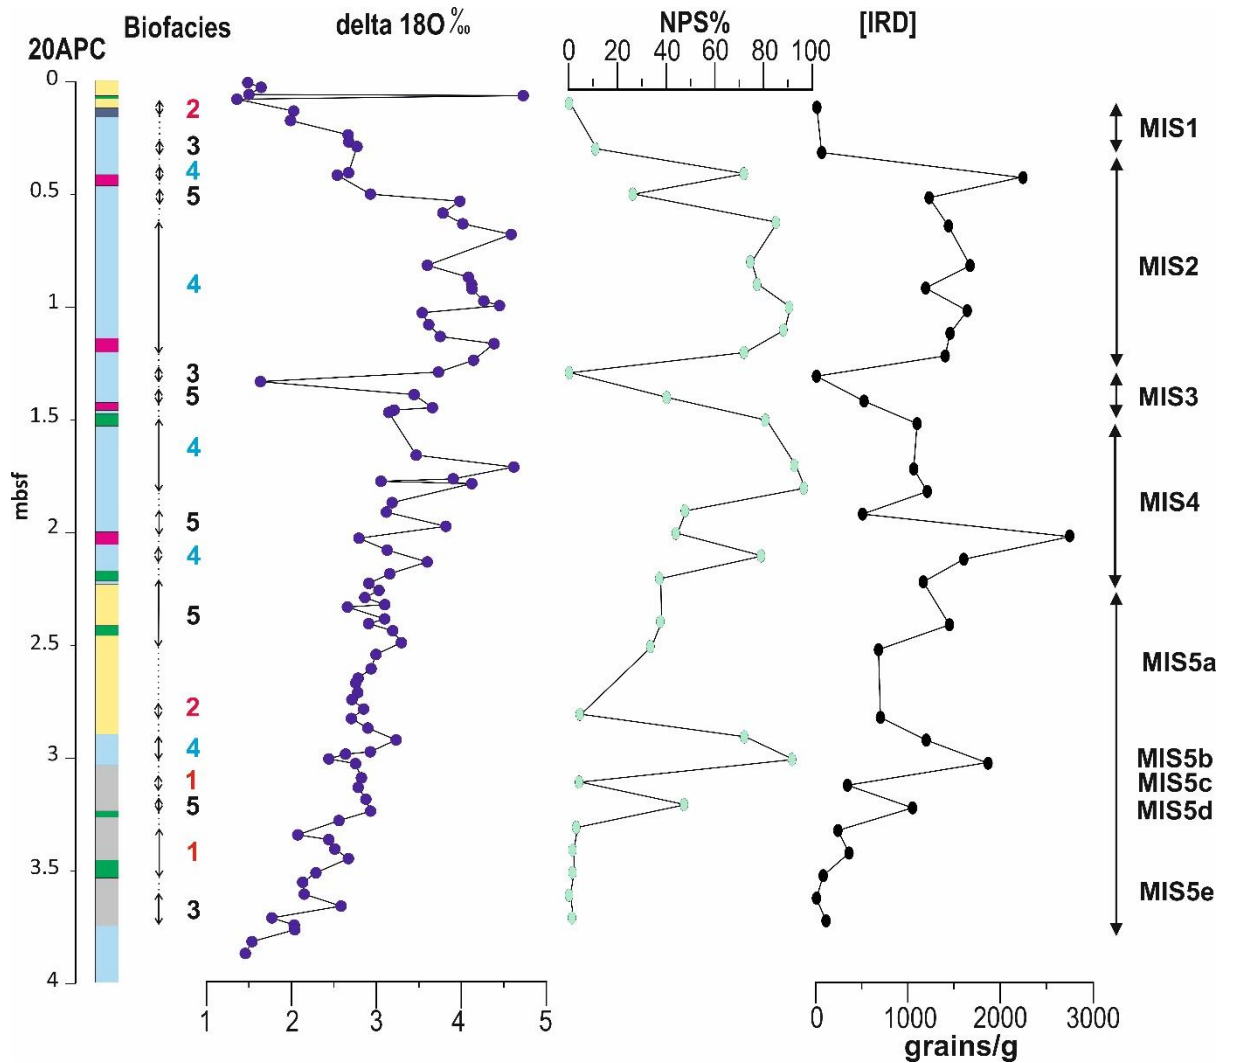 20APC
Biofacies
delta 18O ‰
NPS%
[IRD]
0 20 40 60 80 100
0
0.5
1
1.5
2
2.5
3
3.5
4
mbsf
2
3
4
5
4
3
5
4
5
4
5
2
4
1
5
1
3
MIS1
MIS2
MIS3
MIS4
MIS5a
MIS5b
MIS5c
MIS5d
MIS5e
1 2 3 4 5
0 1000 2000 3000
grains/g